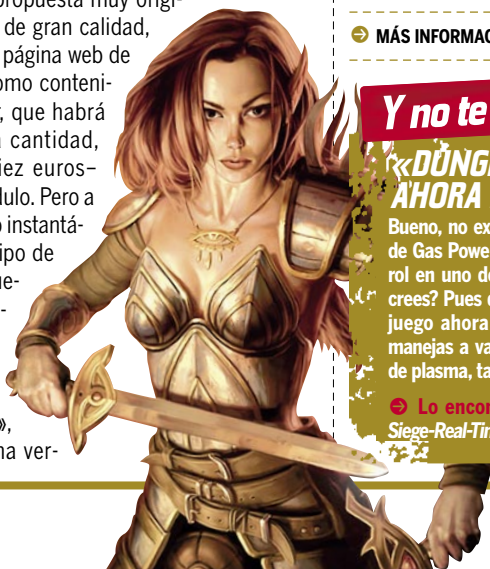 propuesta muy origi-
de gran calidad,
página web de
omo conteni-
, que habrá
cantidad,
iez euros–
dulo. Pero a
o instantá-
ipo de
ue-
-
»,
na ver-
MÁS INFORMAC
Y no te
«DUNGE
AHORA
Bueno, no ex
de Gas Powe
rol en uno de
crees? Pues
juego ahora
manejas a va
de plasma, ta
Lo encon
Siege-Real-Tim